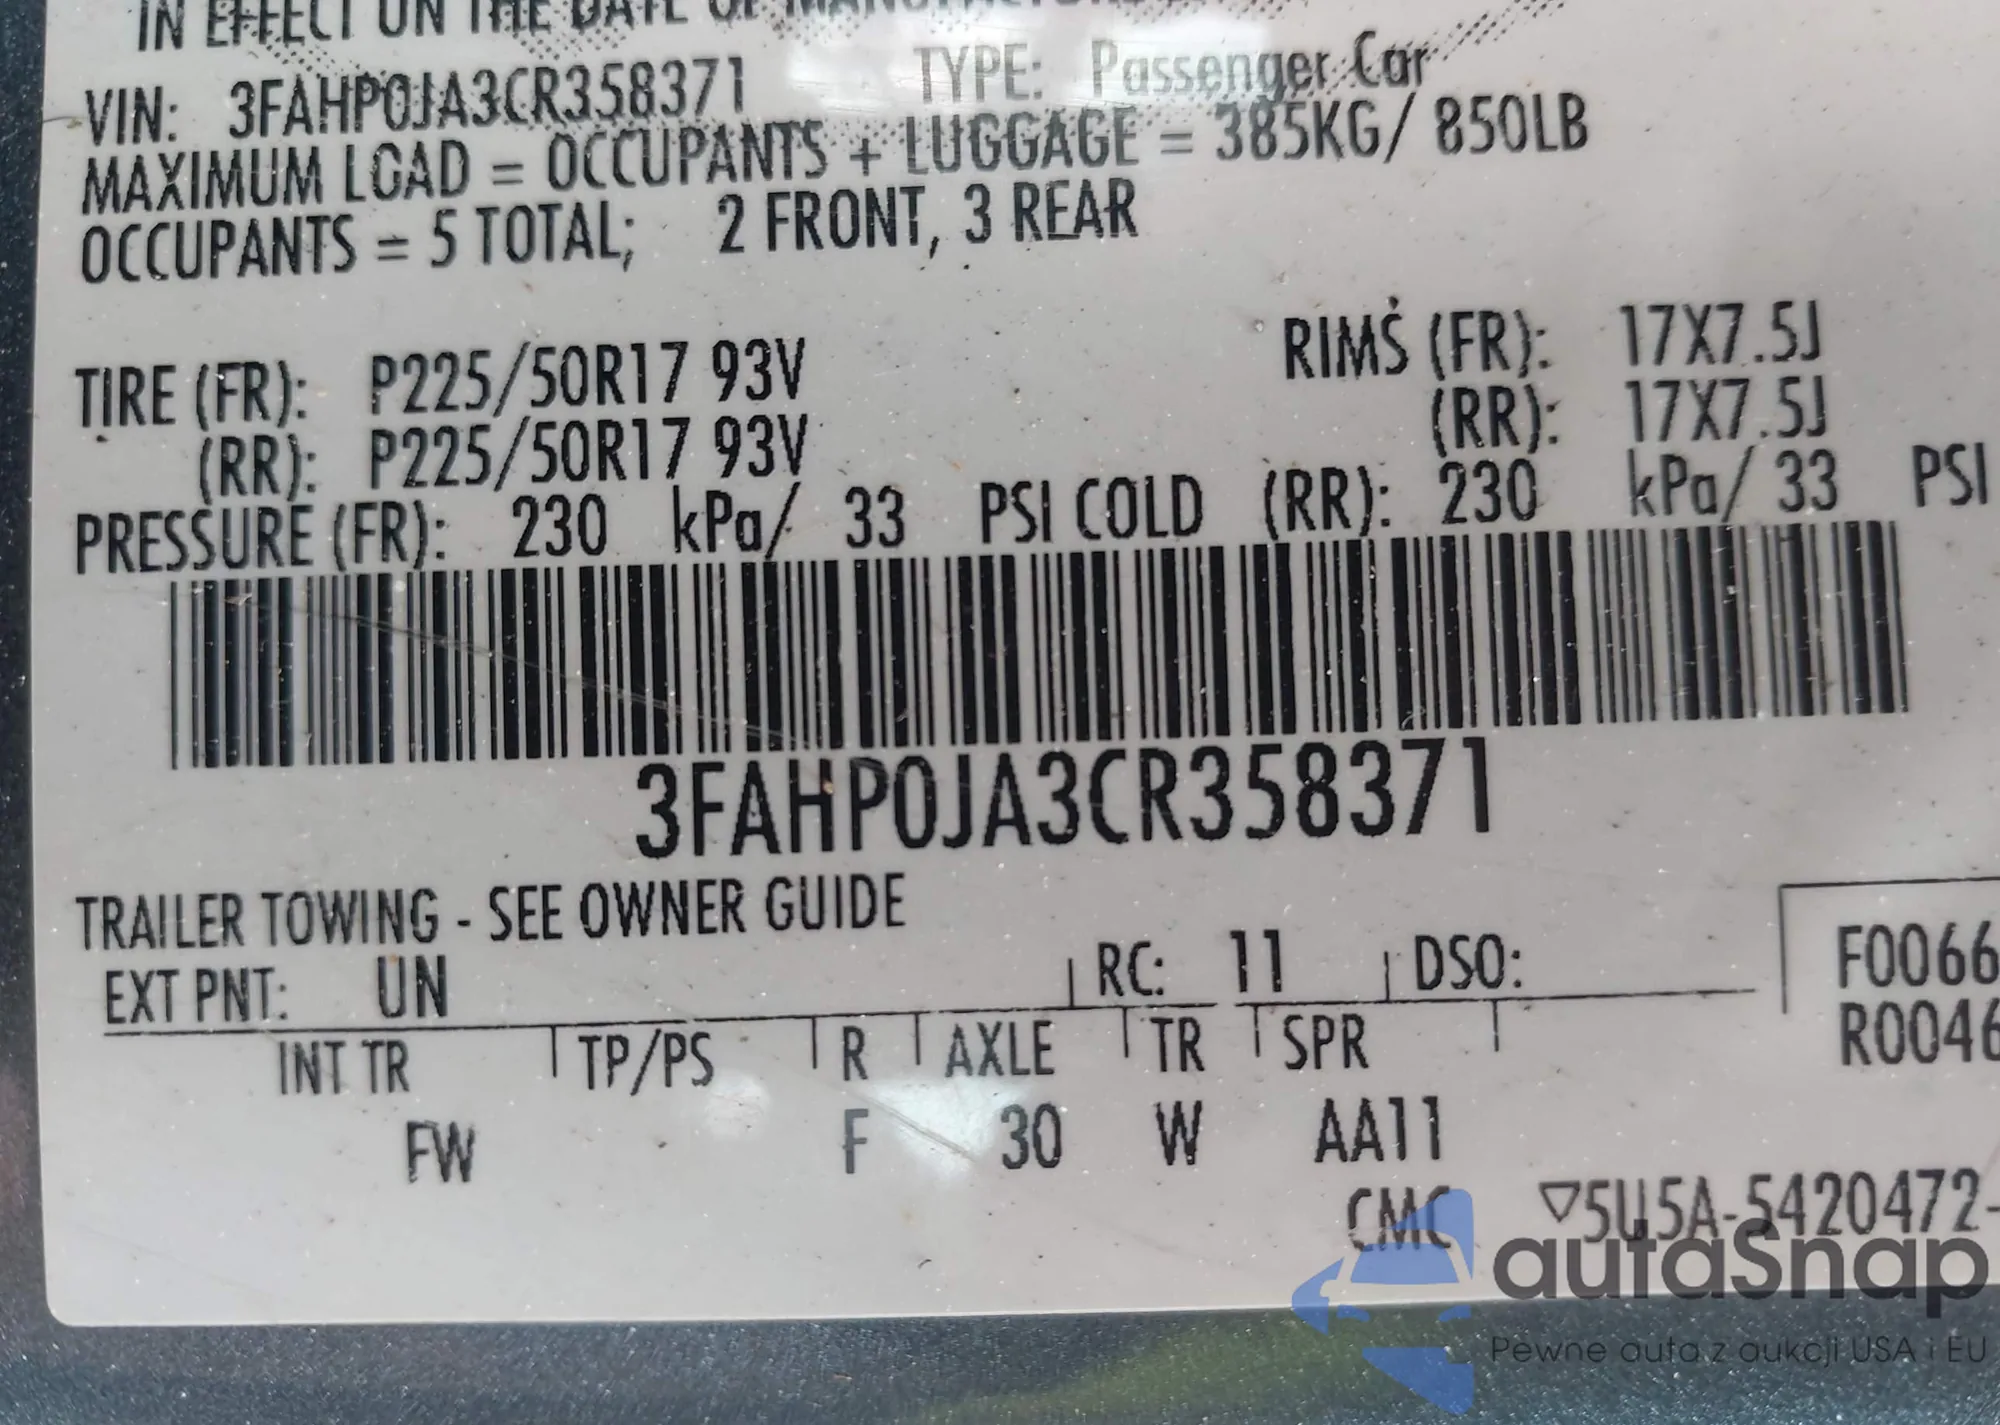 IN EFFECT ON THE DATE OF MANUFACTURE
VIN: 3FAHP0JA3CR358371 TYPE: Passenger Car
MAXIMUM LOAD = OCCUPANTS + LUGGAGE = 385KG/ 850LB
OCCUPANTS = 5 TOTAL; 2 FRONT, 3 REAR
TIRE (FR): P225/50R17 93V RIMS (FR): 17X7.5J
(RR): P225/50R17 93V (RR): 17X7.5J
PRESSURE (FR): 230 kPa/ 33 PSI COLD (RR): 230 kPa/ 33 PSI
3FAHP0JA3CR358371
TRAILER TOWING - SEE OWNER GUIDE
EXT PNT: UN RC: 11 DSO: F0066
R0046
INT TR TP/PS R AXLE TR SPR
FW F 30 W AA11
CMC ▽5U5A-5420472-
autaSnap
Pewne auta z aukcji USA i EU